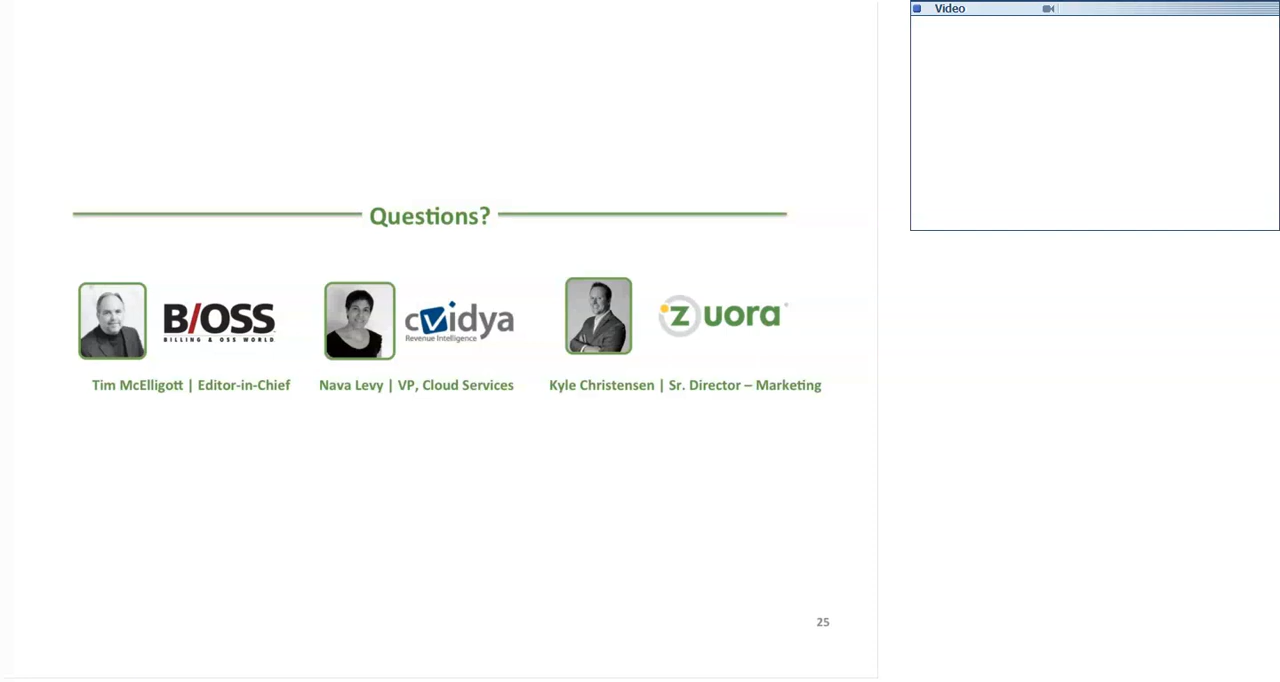 Video
Questions?
B/OSS
BILLING & OSS WORLD
cvidya
Revenue Intelligence
zuora
Tim McElligott | Editor-in-Chief
Nava Levy | VP, Cloud Services
Kyle Christensen | Sr. Director – Marketing
25